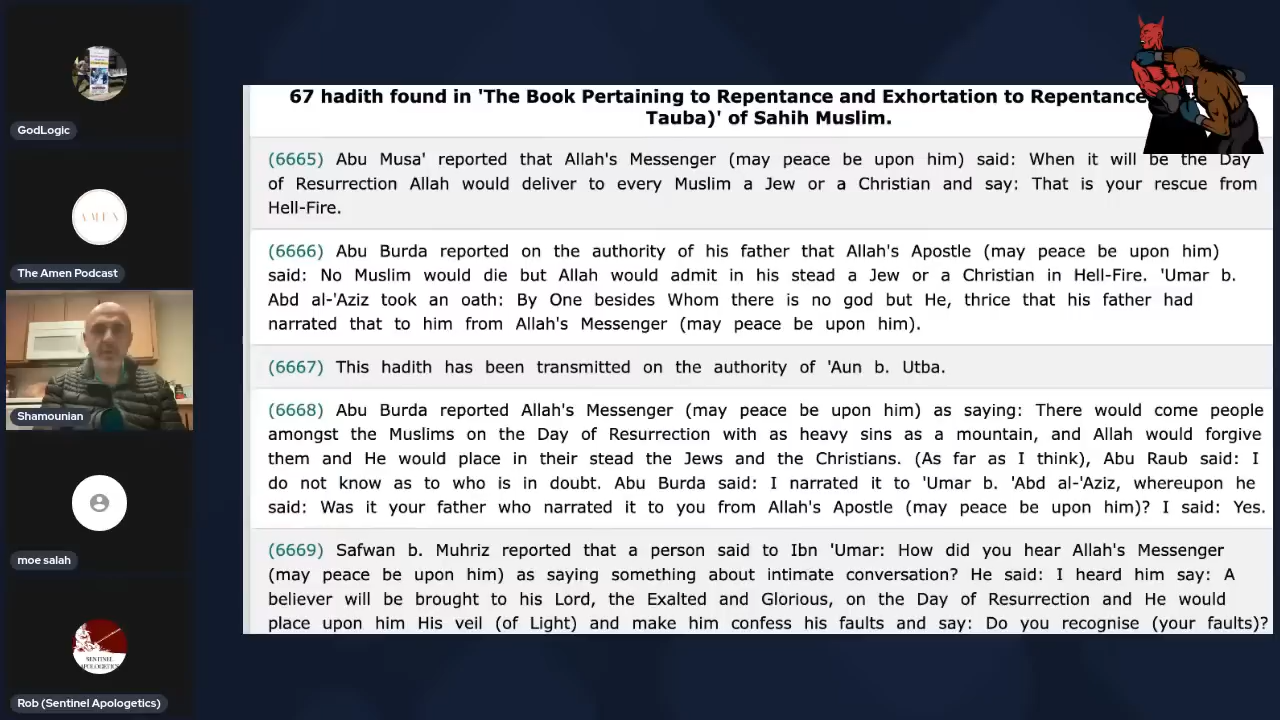 GodLogic
AMEN
The Amen Podcast
Shamounian
moe salah
SENTINEL
APOLOGETICS
Rob (Sentinel Apologetics)
67 hadith found in 'The Book Pertaining to Repentance and Exhortation to Repentance
Tauba)' of Sahih Muslim.
(6665) Abu Musa' reported that Allah's Messenger (may peace be upon him) said: When it will be the Day
of Resurrection Allah would deliver to every Muslim a Jew or a Christian and say: That is your rescue from
Hell-Fire.
(6666) Abu Burda reported on the authority of his father that Allah's Apostle (may peace be upon him)
said: No Muslim would die but Allah would admit in his stead a Jew or a Christian in Hell-Fire. 'Umar b.
Abd al-'Aziz took an oath: By One besides Whom there is no god but He, thrice that his father had
narrated that to him from Allah's Messenger (may peace be upon him).
(6667) This hadith has been transmitted on the authority of 'Aun b. Utba.
(6668) Abu Burda reported Allah's Messenger (may peace be upon him) as saying: There would come people
amongst the Muslims on the Day of Resurrection with as heavy sins as a mountain, and Allah would forgive
them and He would place in their stead the Jews and the Christians. (As far as I think), Abu Raub said: I
do not know as to who is in doubt. Abu Burda said: I narrated it to 'Umar b. 'Abd al-'Aziz, whereupon he
said: Was it your father who narrated it to you from Allah's Apostle (may peace be upon him)? I said: Yes.
(6669) Safwan b. Muhriz reported that a person said to Ibn 'Umar: How did you hear Allah's Messenger
(may peace be upon him) as saying something about intimate conversation? He said: I heard him say: A
believer will be brought to his Lord, the Exalted and Glorious, on the Day of Resurrection and He would
place upon him His veil (of Light) and make him confess his faults and say: Do you recognise (your faults)?